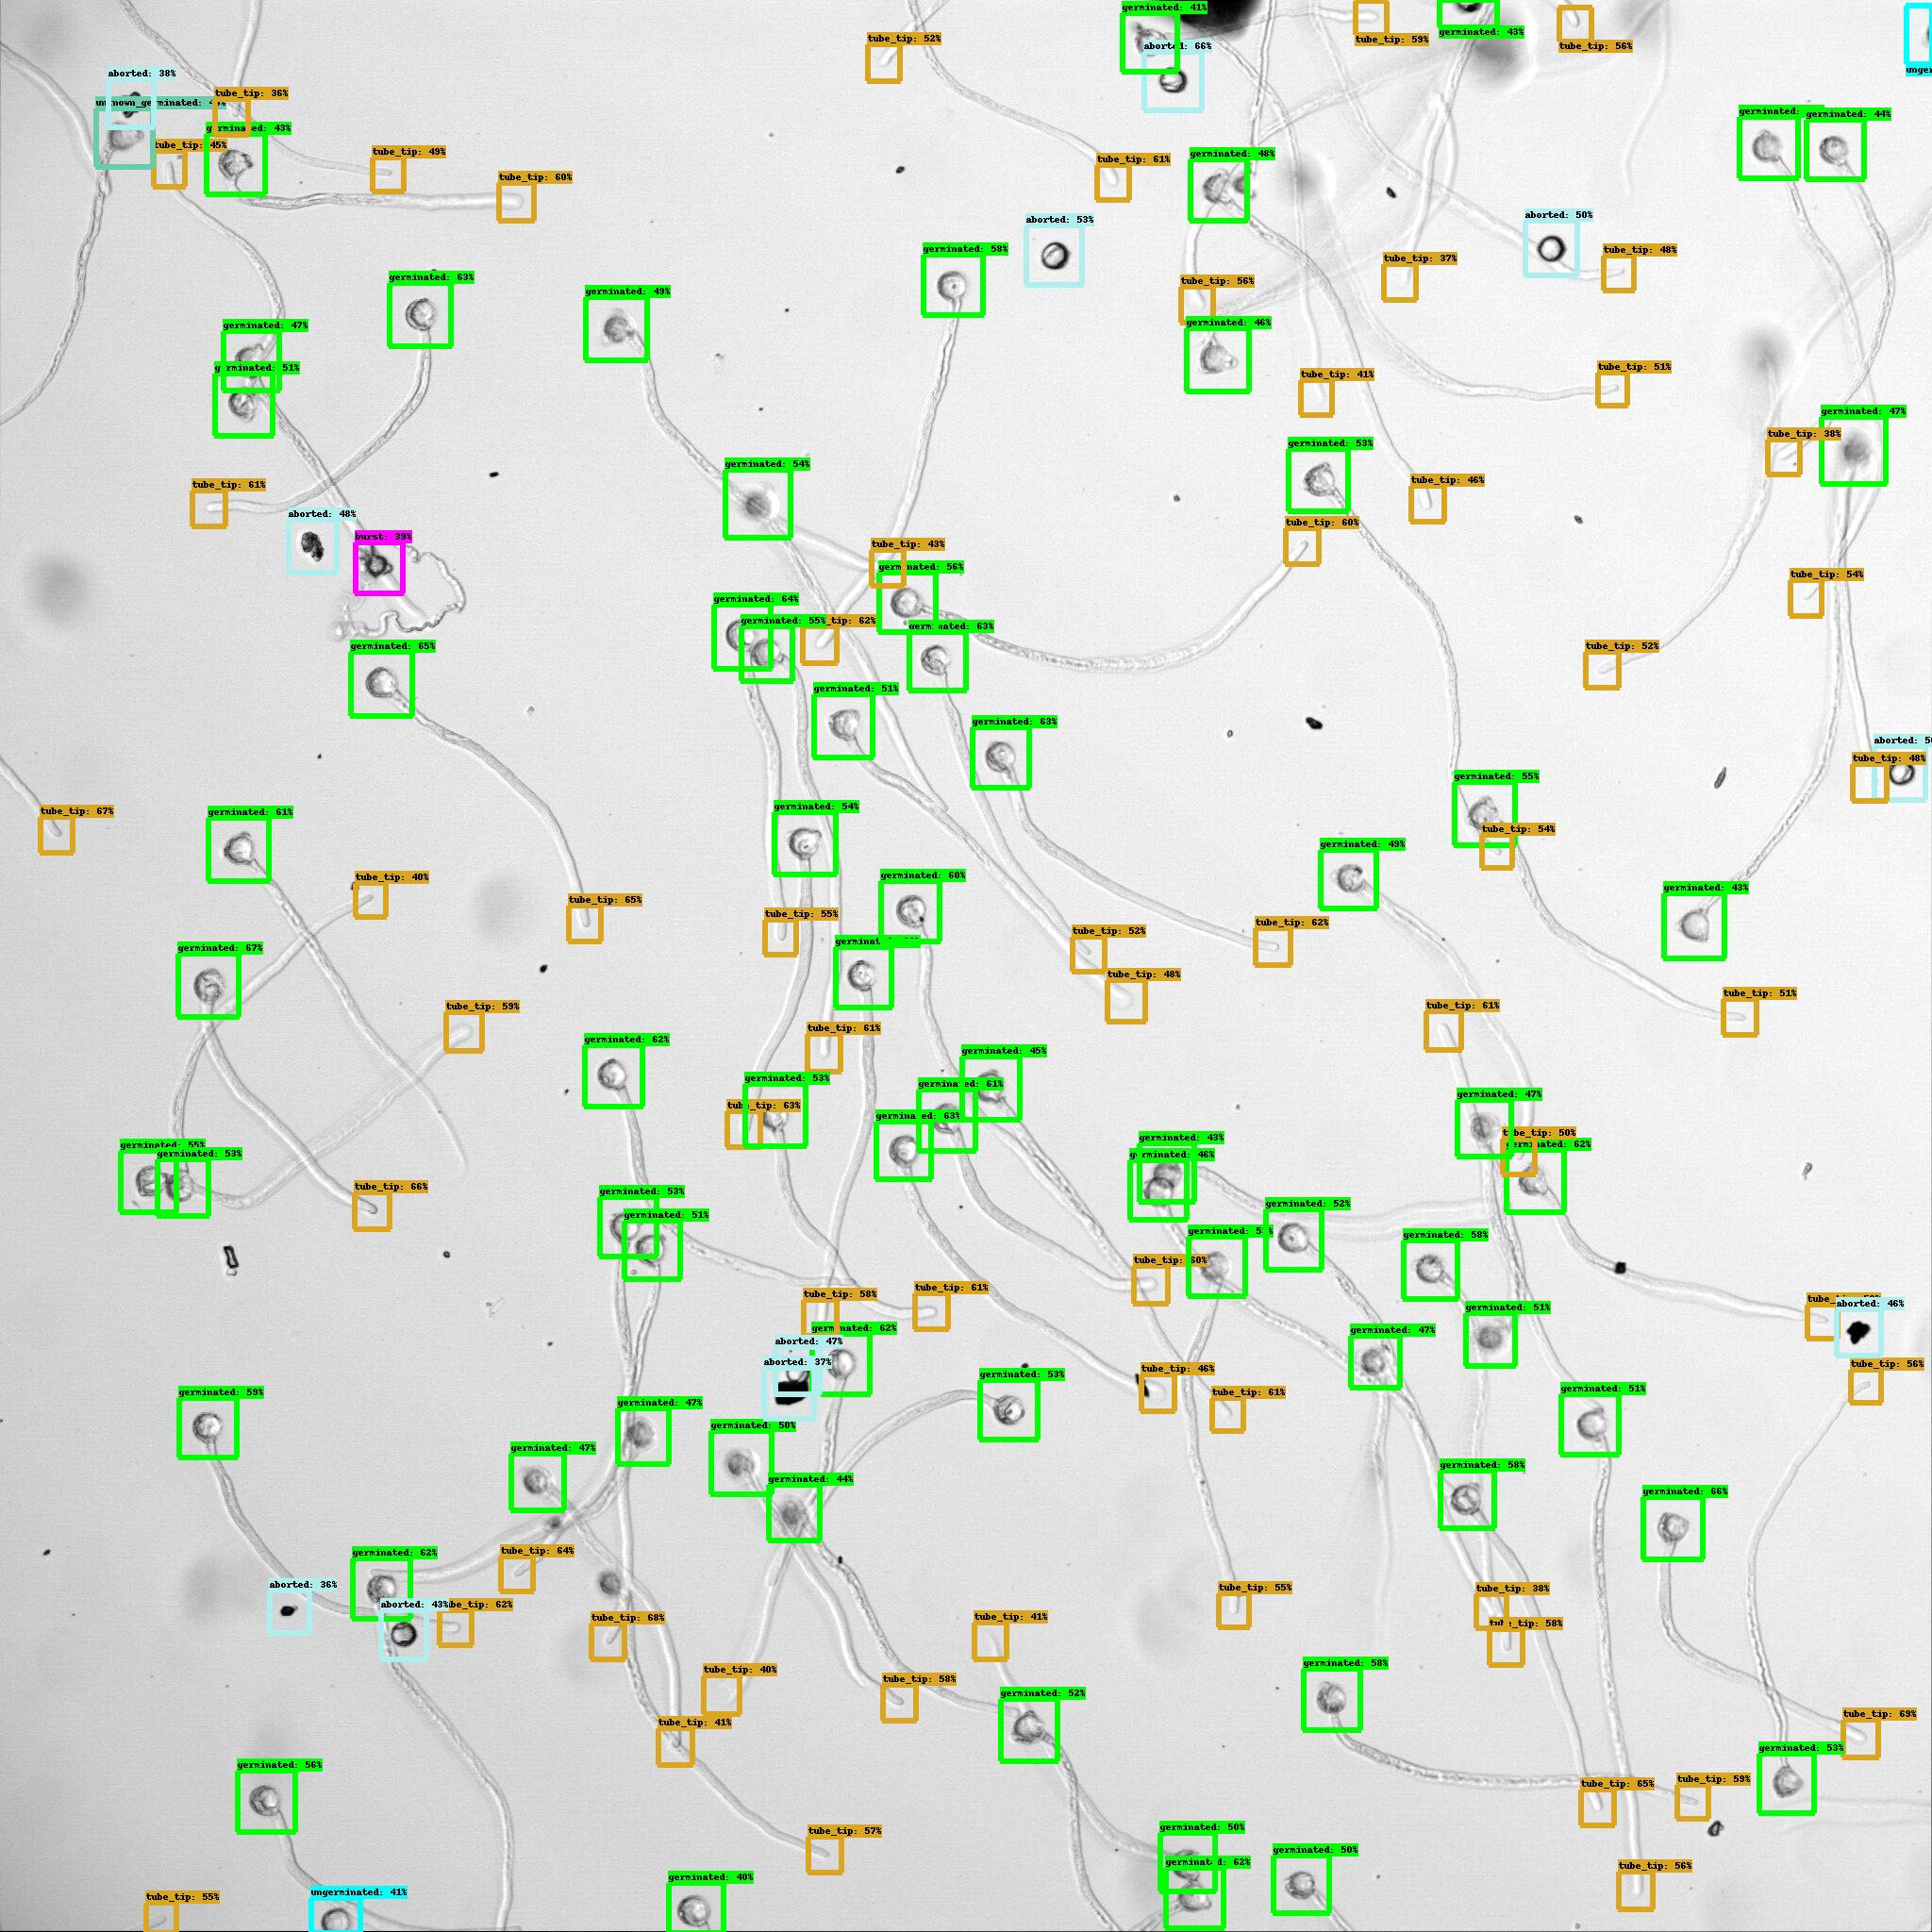 germinated: 41%
germinated: 43%
tube_tip: 59%
tube_tip: 56%
tube_tip: 52%
aborted: 66%
aborted: 38%
tube_tip: 36%
germinated: 43%
tube_tip: 45%
tube_tip: 49%
tube_tip: 60%
tube_tip: 61%
germinated: 48%
germinated: 44%
aborted: 53%
aborted: 50%
tube_tip: 48%
tube_tip: 37%
germinated: 58%
germinated: 63%
germinated: 49%
tube_tip: 56%
germinated: 46%
germinated: 47%
germinated: 51%
tube_tip: 41%
tube_tip: 51%
germinated: 47%
tube_tip: 38%
germinated: 53%
germinated: 54%
tube_tip: 61%
tube_tip: 46%
aborted: 48%
burst: 39%
tube_tip: 60%
tube_tip: 43%
germinated: 56%
tube_tip: 54%
germinated: 64%
germinated: 55%
tube_tip: 62%
germinated: 63%
germinated: 65%
tube_tip: 52%
germinated: 51%
germinated: 63%
tube_tip: 48%
germinated: 55%
tube_tip: 67%
germinated: 61%
germinated: 54%
tube_tip: 54%
germinated: 49%
tube_tip: 40%
germinated: 60%
germinated: 43%
tube_tip: 65%
tube_tip: 55%
tube_tip: 62%
tube_tip: 52%
germinated: 67%
tube_tip: 48%
tube_tip: 51%
tube_tip: 59%
tube_tip: 61%
tube_tip: 61%
germinated: 62%
germinated: 45%
germinated: 53%
germinated: 61%
germinated: 47%
tube_tip: 63%
germinated: 63%
tube_tip: 50%
germinated: 62%
germinated: 43%
germinated: 46%
germinated: 55%
germinated: 53%
tube_tip: 66%
germinated: 53%
germinated: 51%
germinated: 52%
germinated: 58%
tube_tip: 60%
tube_tip: 61%
tube_tip: 58%
aborted: 46%
germinated: 51%
germinated: 62%
germinated: 47%
aborted: 47%
aborted: 37%
tube_tip: 46%
tube_tip: 56%
germinated: 53%
germinated: 59%
tube_tip: 61%
germinated: 51%
germinated: 47%
germinated: 50%
germinated: 47%
germinated: 58%
germinated: 44%
germinated: 66%
germinated: 62%
tube_tip: 64%
aborted: 36%
aborted: 43%
tube_tip: 62%
tube_tip: 68%
tube_tip: 41%
tube_tip: 55%
tube_tip: 38%
tube_tip: 58%
germinated: 58%
tube_tip: 40%
tube_tip: 58%
germinated: 52%
tube_tip: 69%
tube_tip: 41%
germinated: 53%
germinated: 56%
tube_tip: 65%
tube_tip: 59%
germinated: 50%
tube_tip: 57%
germinated: 62%
germinated: 50%
tube_tip: 56%
germinated: 40%
ungerminated: 41%
tube_tip: 55%